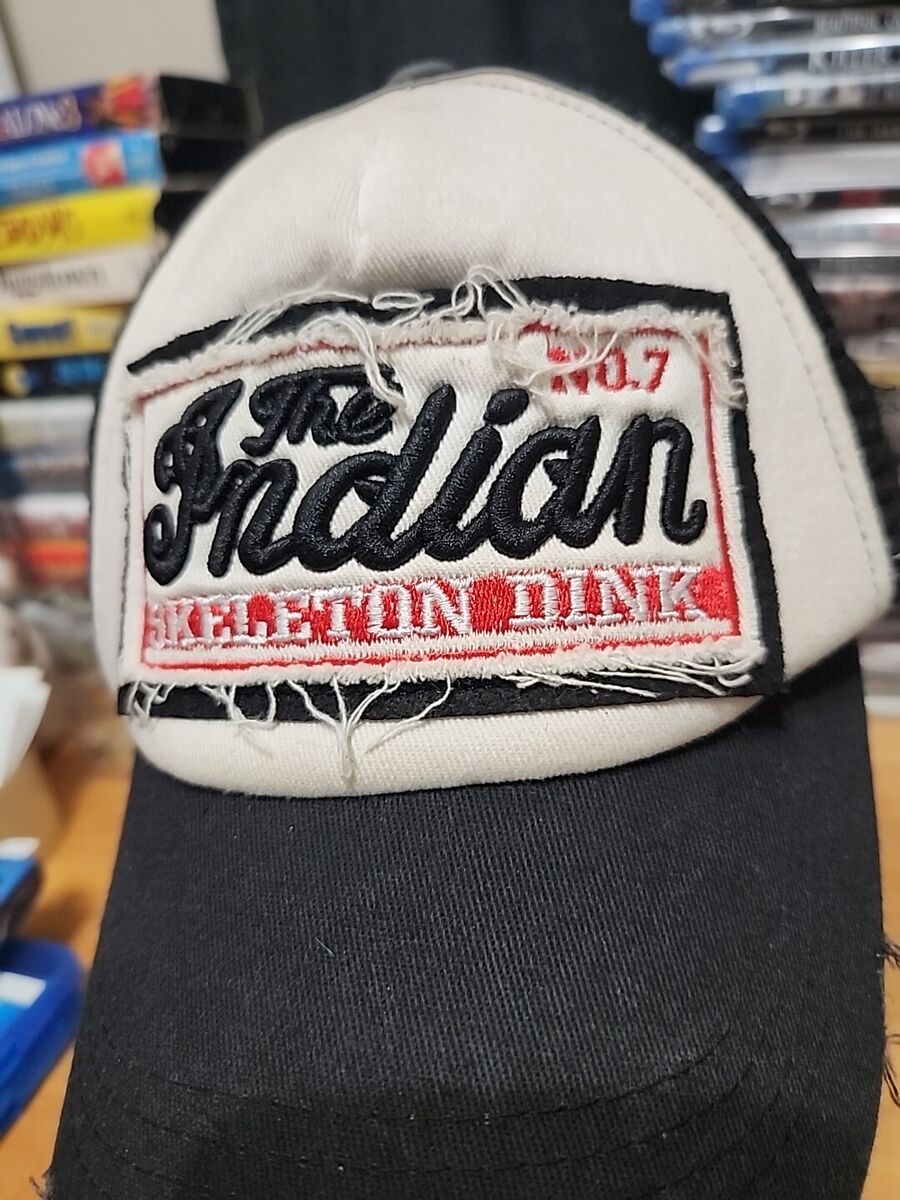 NO.7
The
Indian
SKELETON DINK